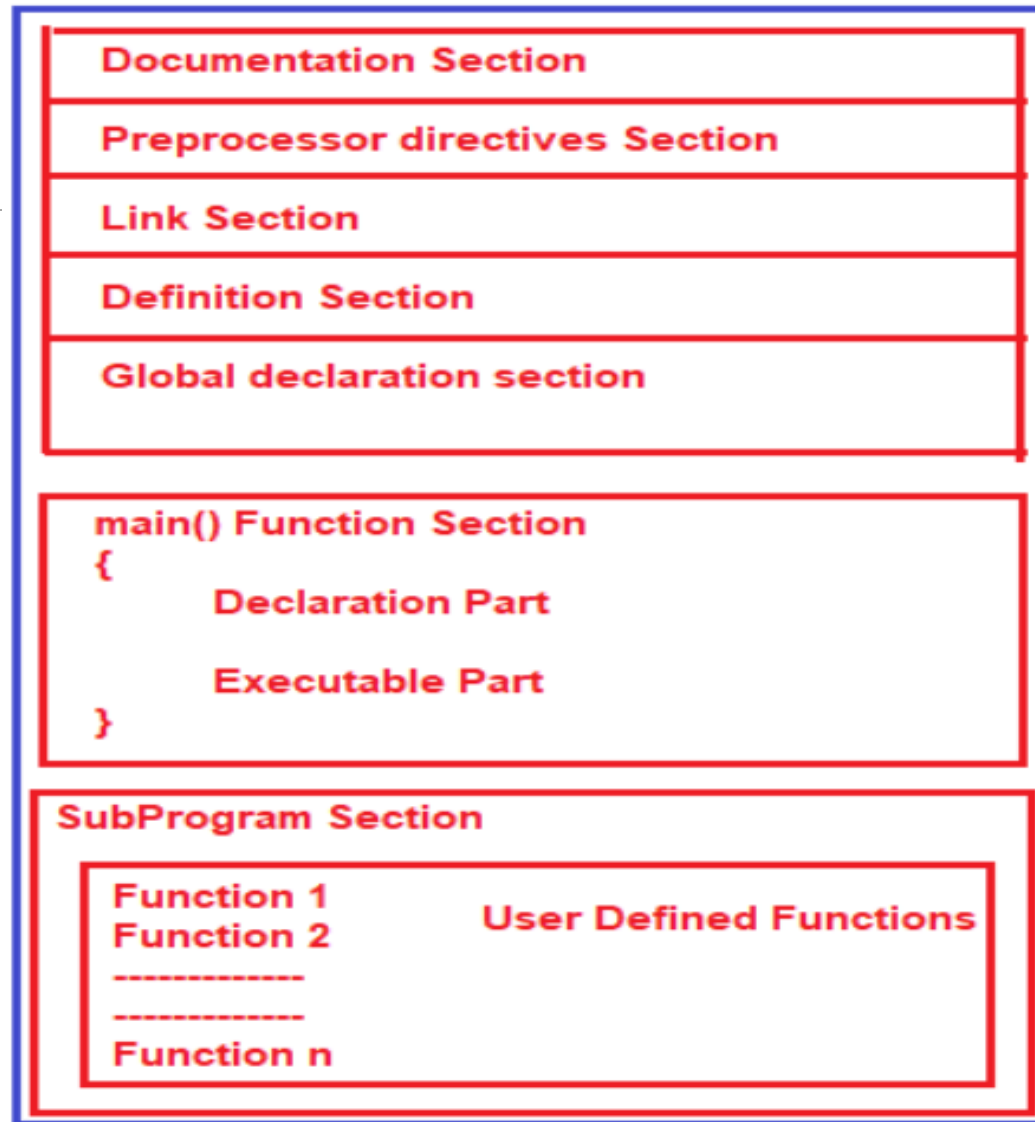 Documentation Section
Preprocessor directives Section
Link Section
Definition Section
Global declaration section
main() Function Section
{
Declaration Part
Executable Part
}
SubProgram Section
Function 1
Function 2
User Defined Functions
-------------
-------------
Function n